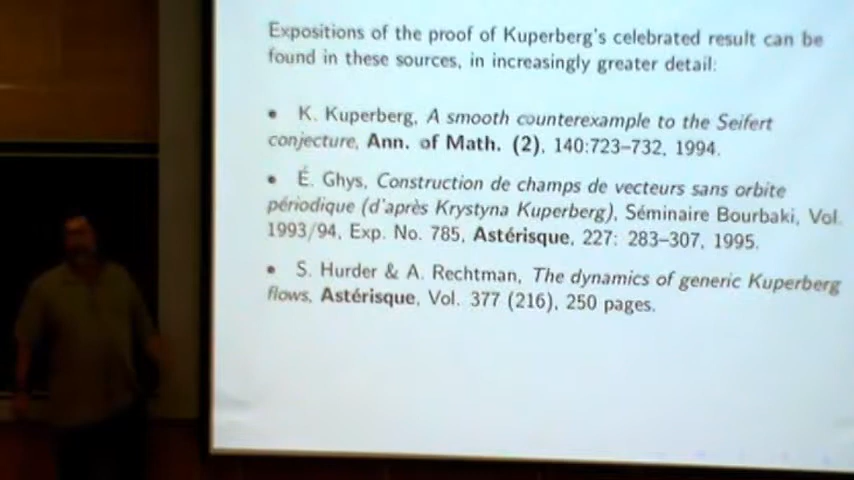 Expositions of the proof of Kuperberg's celebrated result can be
found in these sources, in increasingly greater detail:
• K. Kuperberg, A smooth counterexample to the Seifert
conjecture, Ann. of Math. (2), 140:723–732, 1994.
• É. Ghys, Construction de champs de vecteurs sans orbite
périodique (d'après Krystyna Kuperberg), Séminaire Bourbaki, Vol.
1993/94, Exp. No. 785, Astérisque, 227: 283–307, 1995.
• S. Hurder & A. Rechtman, The dynamics of generic Kuperberg
flows, Astérisque, Vol. 377 (216), 250 pages.